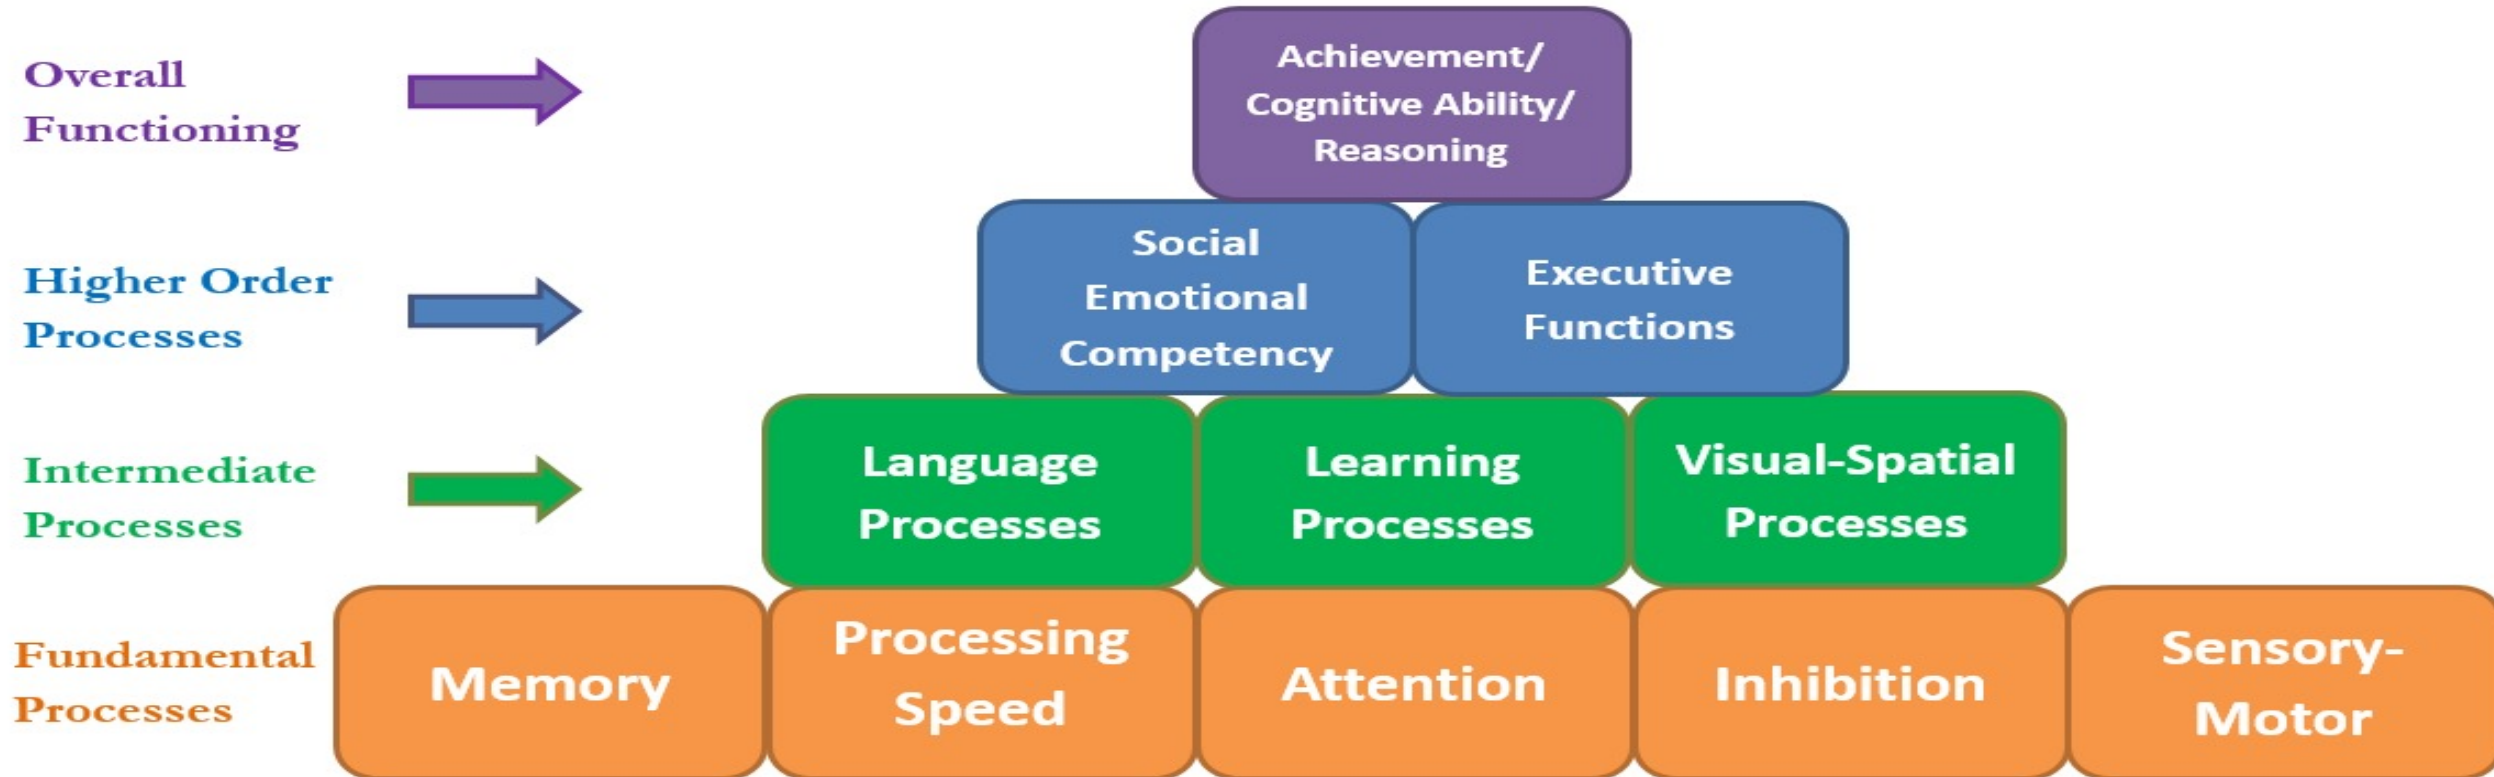 Overall
Functioning
Achievement/
Cognitive Ability/
Reasoning
Higher Order
Processes
Social
Emotional
Competency
Executive
Functions
Intermediate
Processes
Language
Processes
Learning
Processes
Visual-Spatial
Processes
Fundamental
Processes
Memory
Processing
Speed
Attention
Inhibition
Sensory-
Motor